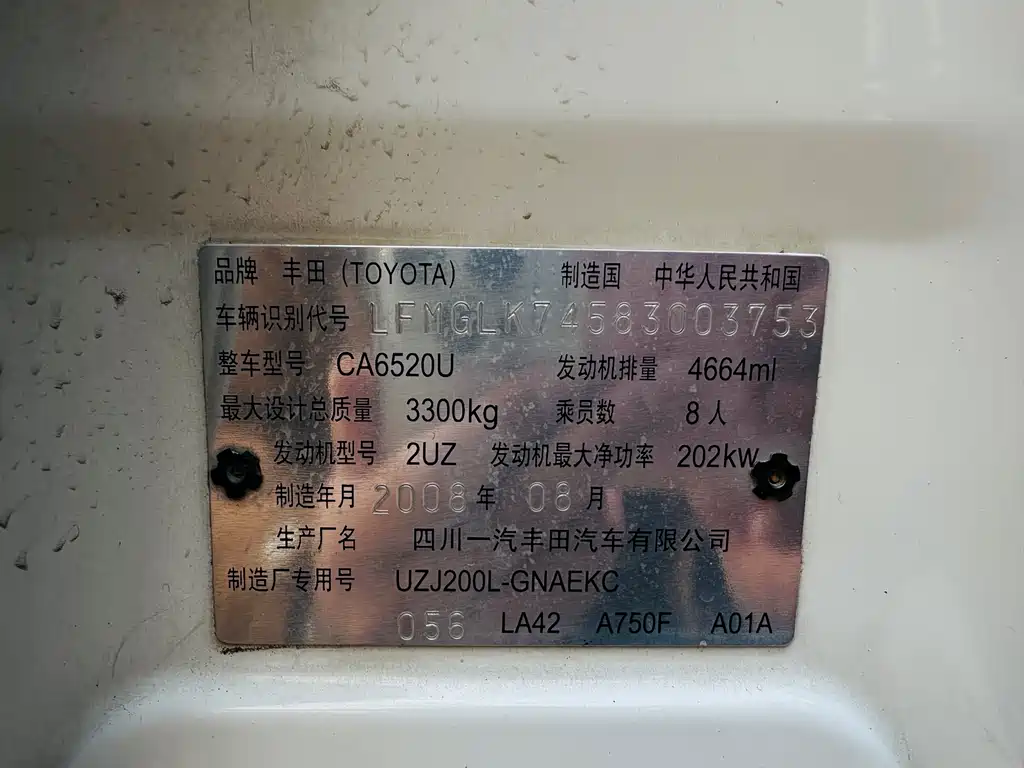 品牌 丰田 (TOYOTA) 制造国 中华人民共和国
车辆识别代号 LFMGLK74583003753
整车型号 CA6520U 发动机排量 4664ml
最大设计总质量 3300kg 乘员数 8 人
发动机型号 2UZ 发动机最大净功率 202kw
制造年月 2008 年 08 月
生产厂名 四川一汽丰田汽车有限公司
制造厂专用号 UZJ200L-GNAEKC
056 LA42 A750F A01A